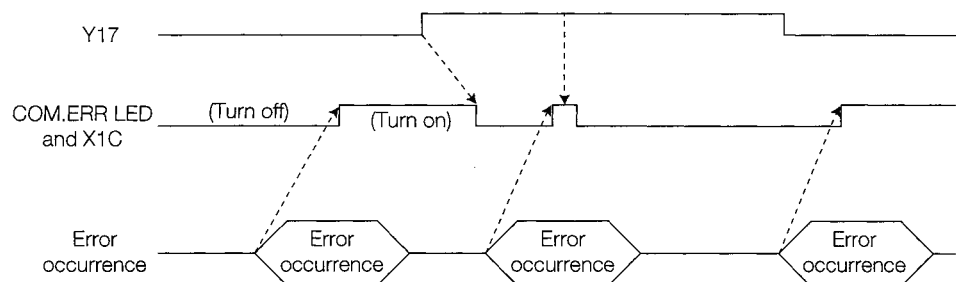 Y17
COM.ERR LED
and X1C
(Turn off)
(Turn on)
Error
occurrence
Error
occurrence
Error
occurrence
Error
occurrence